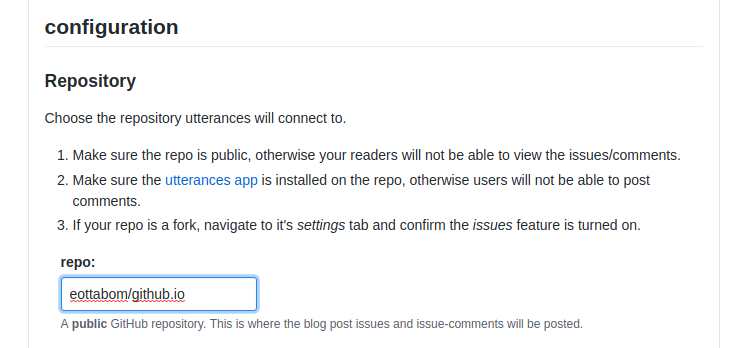 configuration
Repository
Choose the repository utterances will connect to.
1. Make sure the repo is public, otherwise your readers will not be able to view the issues/comments.
2. Make sure the utterances app is installed on the repo, otherwise users will not be able to post
comments.
3. If your repo is a fork, navigate to it's settings tab and confirm the issues feature is turned on.
repo:
eottabom/github.io
A public GitHub repository. This is where the blog post issues and issue-comments will be posted.